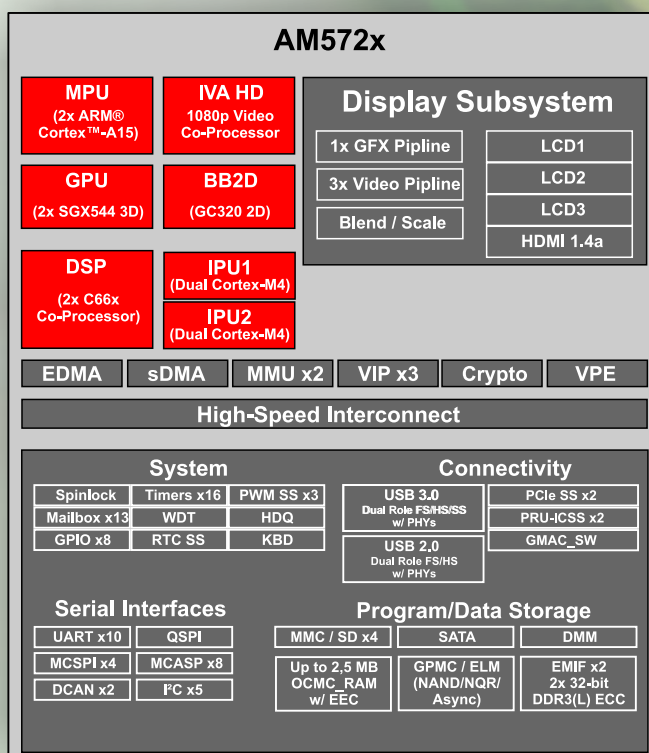 AM572x
MPU
(2x ARM®
Cortex™-A15)
IVA HD
1080p Video
Co-Processor
GPU
(2x SGX544 3D)
BB2D
(GC320 2D)
DSP
(2x C66x
Co-Processor)
IPU1
(Dual Cortex-M4)
IPU2
(Dual Cortex-M4)
Display Subsystem
1x GFX Pipline
3x Video Pipline
Blend / Scale
LCD1
LCD2
LCD3
HDMI 1.4a
EDMA
sDMA
MMU x2
VIP x3
Crypto
VPE
High-Speed Interconnect
System
Spinlock
Timers x16
PWM SS x3
Mailbox x13
WDT
HDQ
GPIO x8
RTC SS
KBD
Connectivity
USB 3.0
Dual Role FS/HS/SS
w/ PHYs
USB 2.0
Dual Role FS/HS
w/ PHYs
PCIe SS x2
PRU-ICSS x2
GMAC_SW
Serial Interfaces
UART x10
QSPI
MCSPI x4
MCASP x8
DCAN x2
I²C x5
Program/Data Storage
MMC / SD x4
SATA
DMM
Up to 2,5 MB
OCMC_RAM
w/ EEC
GPMC / ELM
(NAND/NQR/
Async)
EMIF x2
2x 32-bit
DDR3(L) ECC